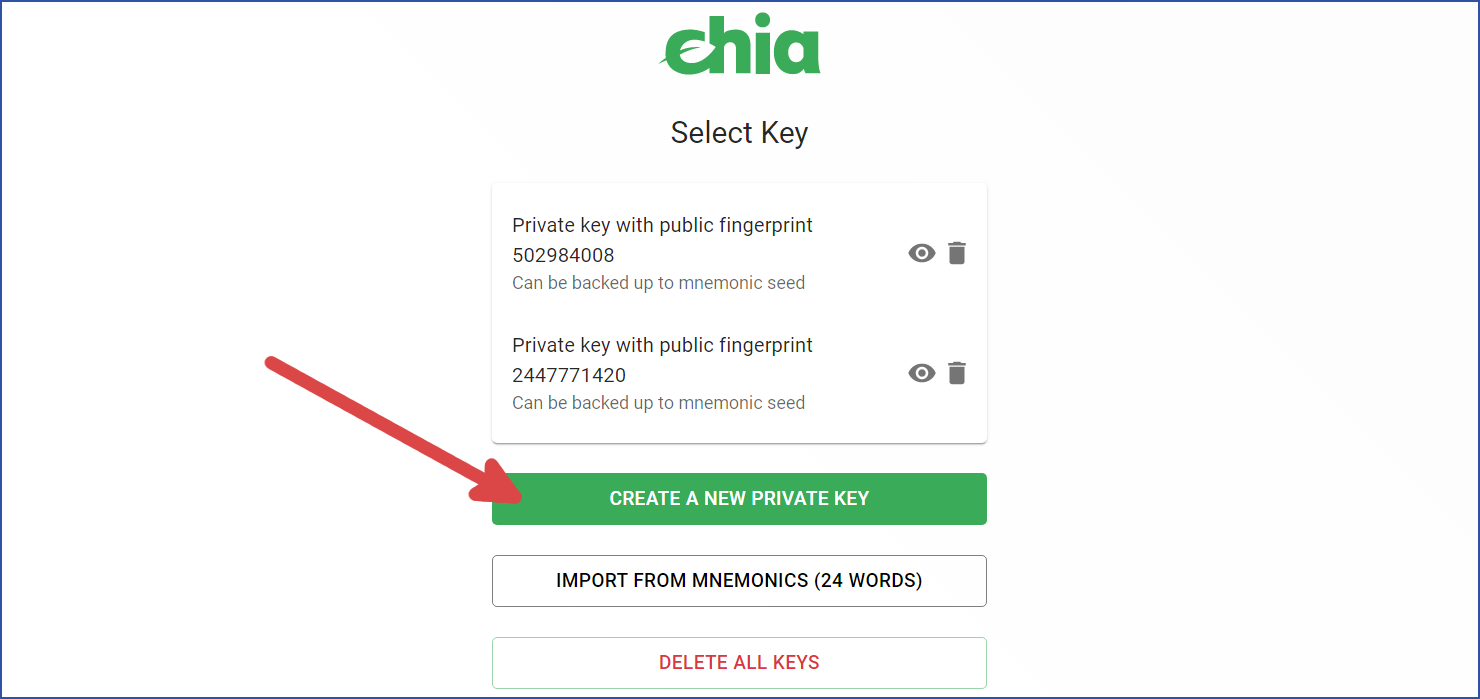 chia
Select Key
Private key with public fingerprint
502984008
Can be backed up to mnemonic seed
Private key with public fingerprint
2447771420
Can be backed up to mnemonic seed
CREATE A NEW PRIVATE KEY
IMPORT FROM MNEMONICS (24 WORDS)
DELETE ALL KEYS